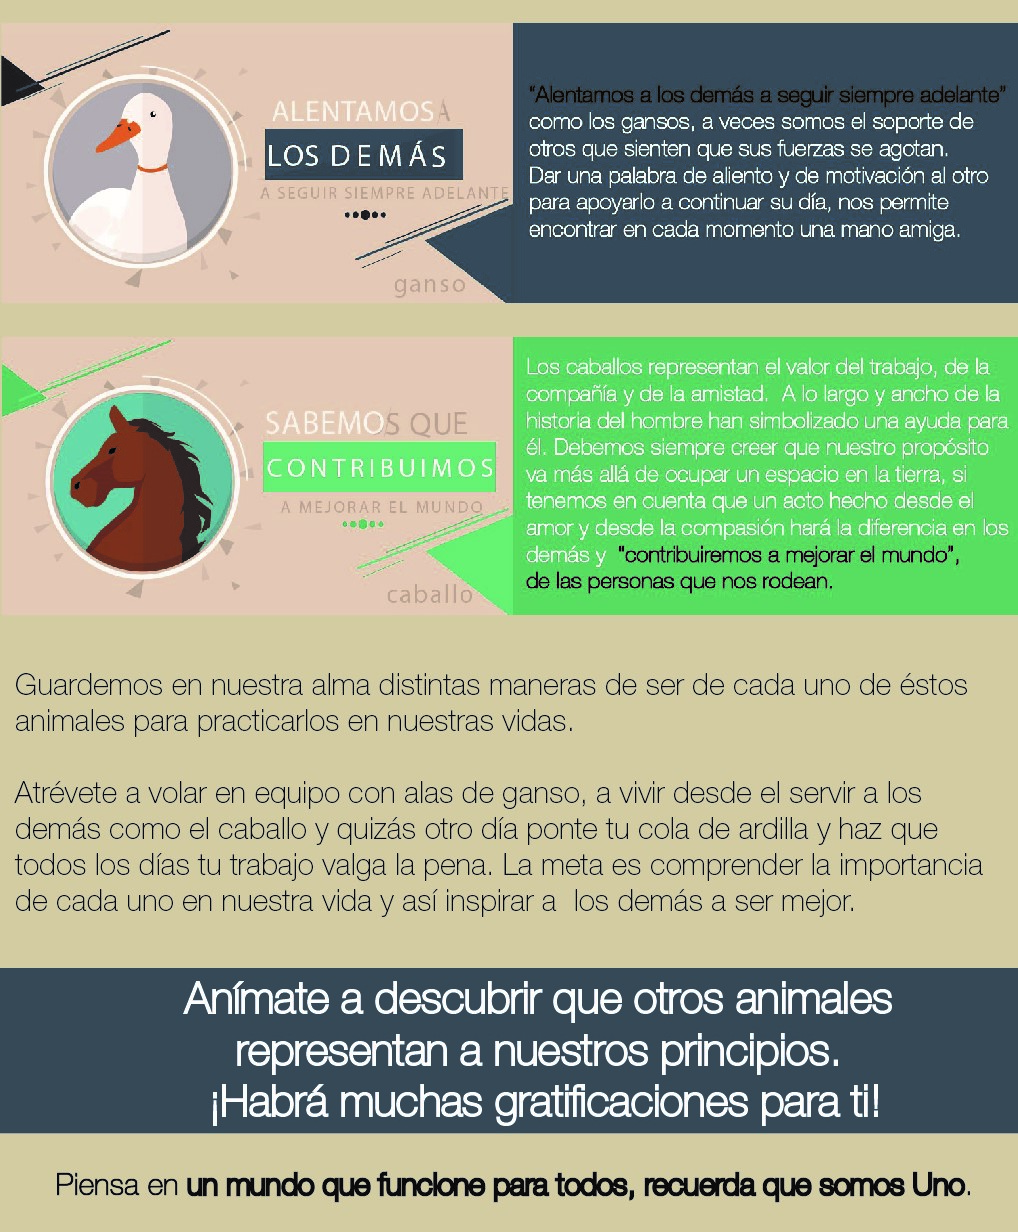 ALENTAMOS A
LOS DEMÁS
A SEGUIR SIEMPRE ADELANTE
ganso
“Alentamos a los demás a seguir siempre adelante”
como los gansos, a veces somos el soporte de
otros que sienten que sus fuerzas se agotan.
Dar una palabra de aliento y de motivación al otro
para apoyarlo a continuar su día, nos permite
encontrar en cada momento una mano amiga.
SABEMOS QUE
CONTRIBUIMOS
A MEJORAR EL MUNDO
caballo
Los caballos representan el valor del trabajo, de la
compañía y de la amistad.  A lo largo y ancho de la
historia del hombre han simbolizado una ayuda para
él. Debemos siempre creer que nuestro propósito
va más allá de ocupar un espacio en la tierra, si
tenemos en cuenta que un acto hecho desde el
amor y desde la compasión hará la diferencia en los
demás y  “contribuiremos a mejorar el mundo”,
de las personas que nos rodean.
Guardemos en nuestra alma distintas maneras de ser de cada uno de éstos
animales para practicarlos en nuestras vidas.
Atrévete a volar en equipo con alas de ganso, a vivir desde el servir a los
demás como el caballo y quizás otro día ponte tu cola de ardilla y haz que
todos los días tu trabajo valga la pena. La meta es comprender la importancia
de cada uno en nuestra vida y así inspirar a  los demás a ser mejor.
Anímate a descubrir que otros animales
representan a nuestros principios.
¡Habrá muchas gratificaciones para ti!
Piensa en un mundo que funcione para todos, recuerda que somos Uno.